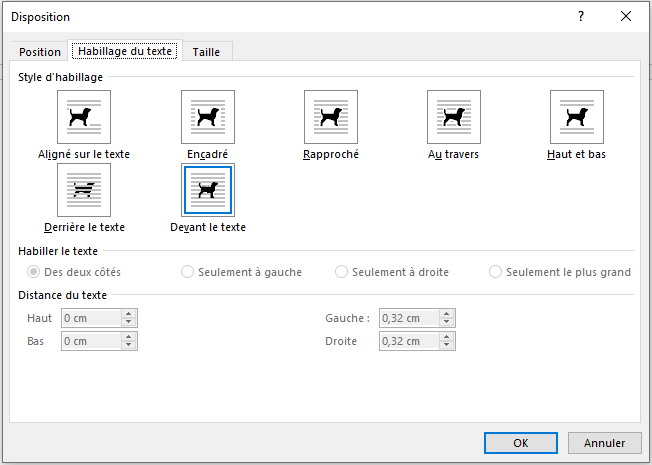 Disposition
Position Habillage du texte Taille
Style d'habillage
Aligné sur le texte Encadré Rapproché Au travers Haut et bas
Derrière le texte Devant le texte
Habiller le texte
Des deux côtés Seulement à gauche Seulement à droite Seulement le plus grand
Distance du texte
Haut 0 cm Gauche : 0,32 cm
Bas 0 cm Droite 0,32 cm
OK Annuler